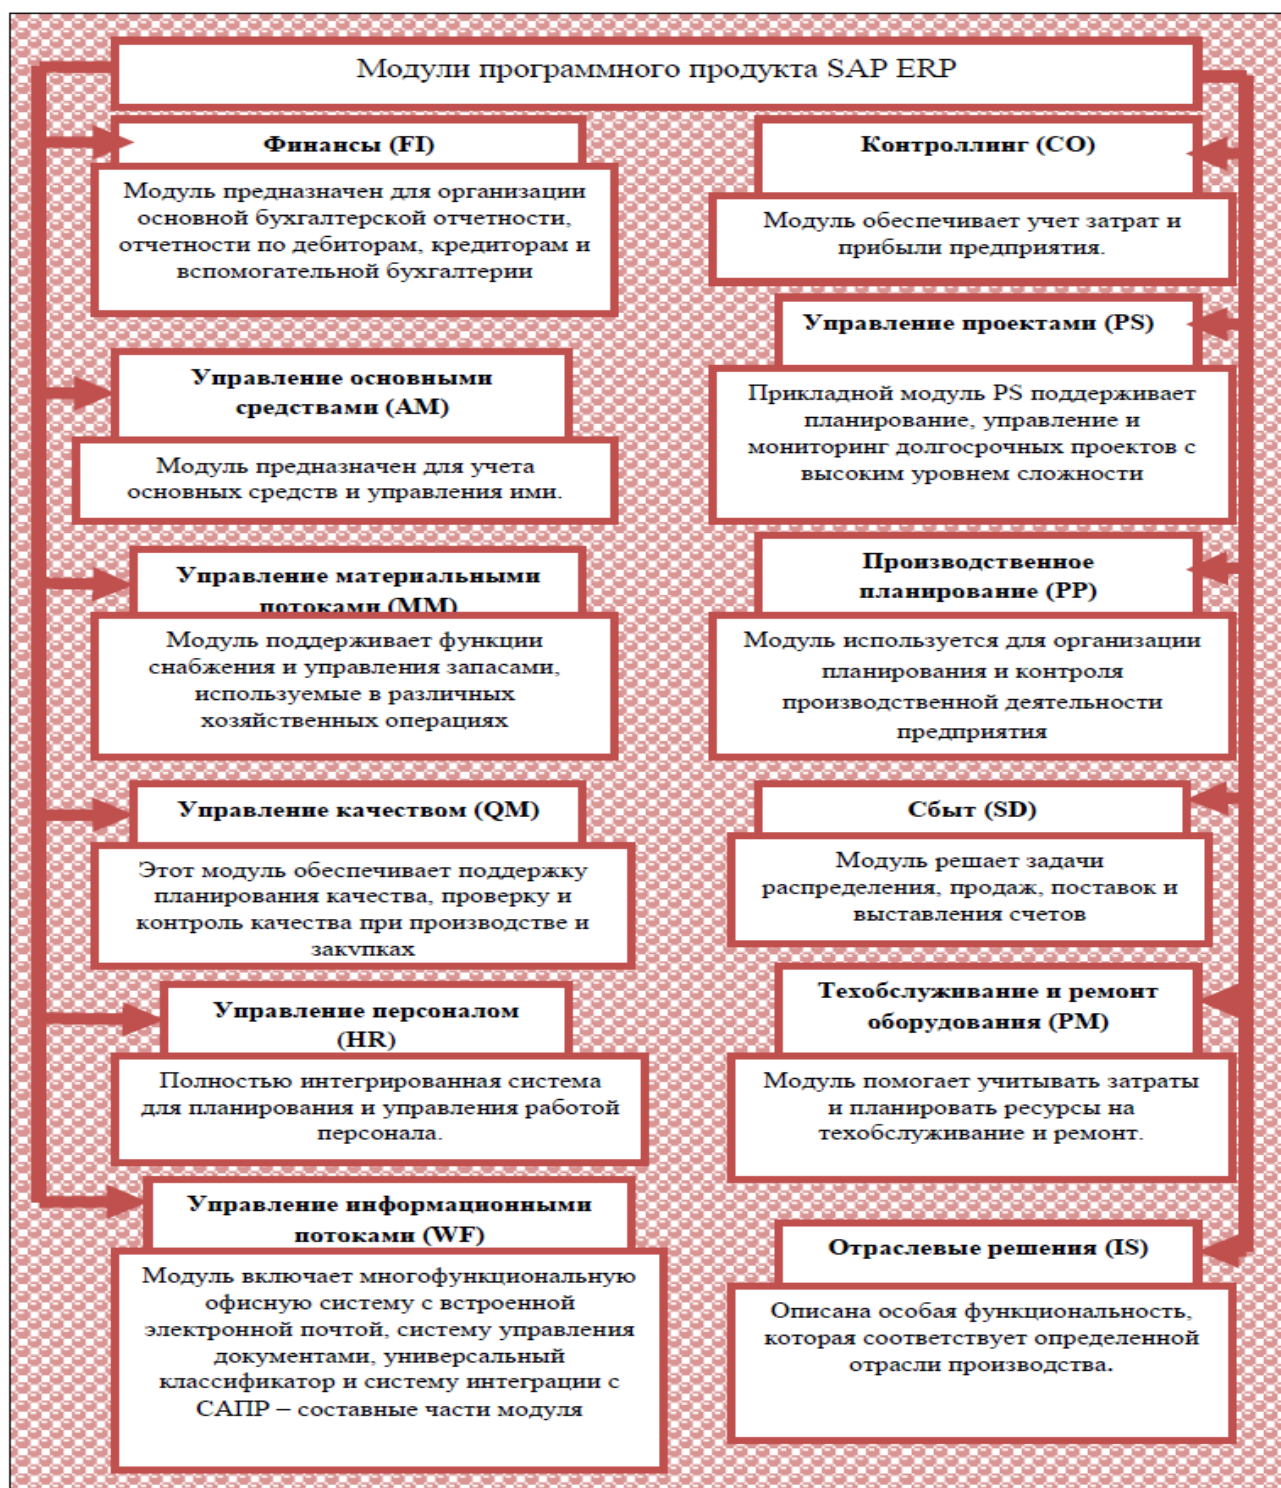 Модули программного продукта SAP ERP
Финансы (FI)
Модуль предназначен для организации
основной бухгалтерской отчетности,
отчетности по дебиторам, кредиторам и
вспомогательной бухгалтерии
Управление основными
средствами (AM)
Модуль предназначен для учета
основных средств и управления ими.
Управление материальными
потоками (MM)
Модуль поддерживает функции
снабжения и управления запасами,
используемые в различных
хозяйственных операциях
Управление качеством (QM)
Этот модуль обеспечивает поддержку
планирования качества, проверку и
контроль качества при производстве и
закупках
Управление персоналом
(HR)
Полностью интегрированная система
для планирования и управления работой
персонала.
Управление информационными
потоками (WF)
Модуль включает многофункциональную
офисную систему с встроенной
электронной почтой, систему управления
документами, универсальный
классификатор и систему интеграции с
САПР – составные части модуля
Контроллинг (CO)
Модуль обеспечивает учет затрат и
прибыли предприятия.
Управление проектами (PS)
Прикладной модуль PS поддерживает
планирование, управление и
мониторинг долгосрочных проектов с
высоким уровнем сложности
Производственное
планирование (PP)
Модуль используется для организации
планирования и контроля
производственной деятельности
предприятия
Сбыт (SD)
Модуль решает задачи
распределения, продаж, поставок и
выставления счетов
Техобслуживание и ремонт
оборудования (PM)
Модуль помогает учитывать затраты
и планировать ресурсы на
техобслуживание и ремонт.
Отраслевые решения (IS)
Описана особая функциональность,
которая соответствует определенной
отрасли производства.